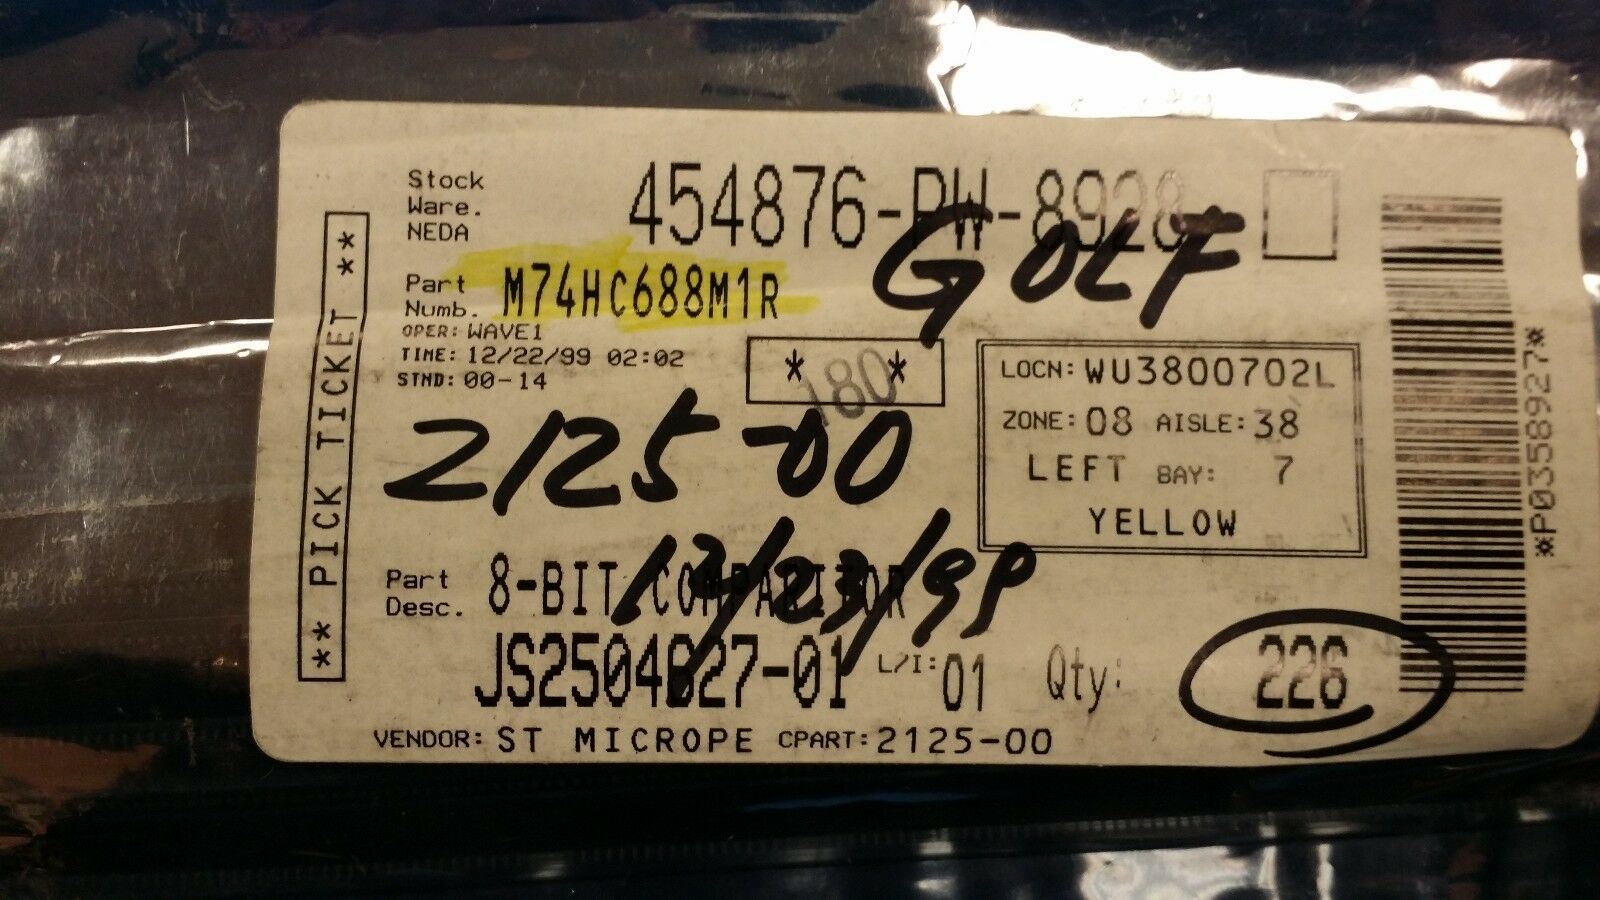 ** PICK TICKET **
Stock
Ware.
NEDA
454876-PW-8928
GOLF
Part
Numb. M74HC688M1R
OPER: WAVE1
TIME: 12/22/99 02:02
STND: 00-14
* 180 *
LOCN: WU3800702L
ZONE: 08 AISLE: 38
LEFT BAY: 7
YELLOW
2125-00
12/23/99
Part
Desc. 8-BIT COMPARITOR
JS2504827-01 L/I: 01 Qty: 226
VENDOR: ST MICROPE CPART: 2125-00
*P0358927*